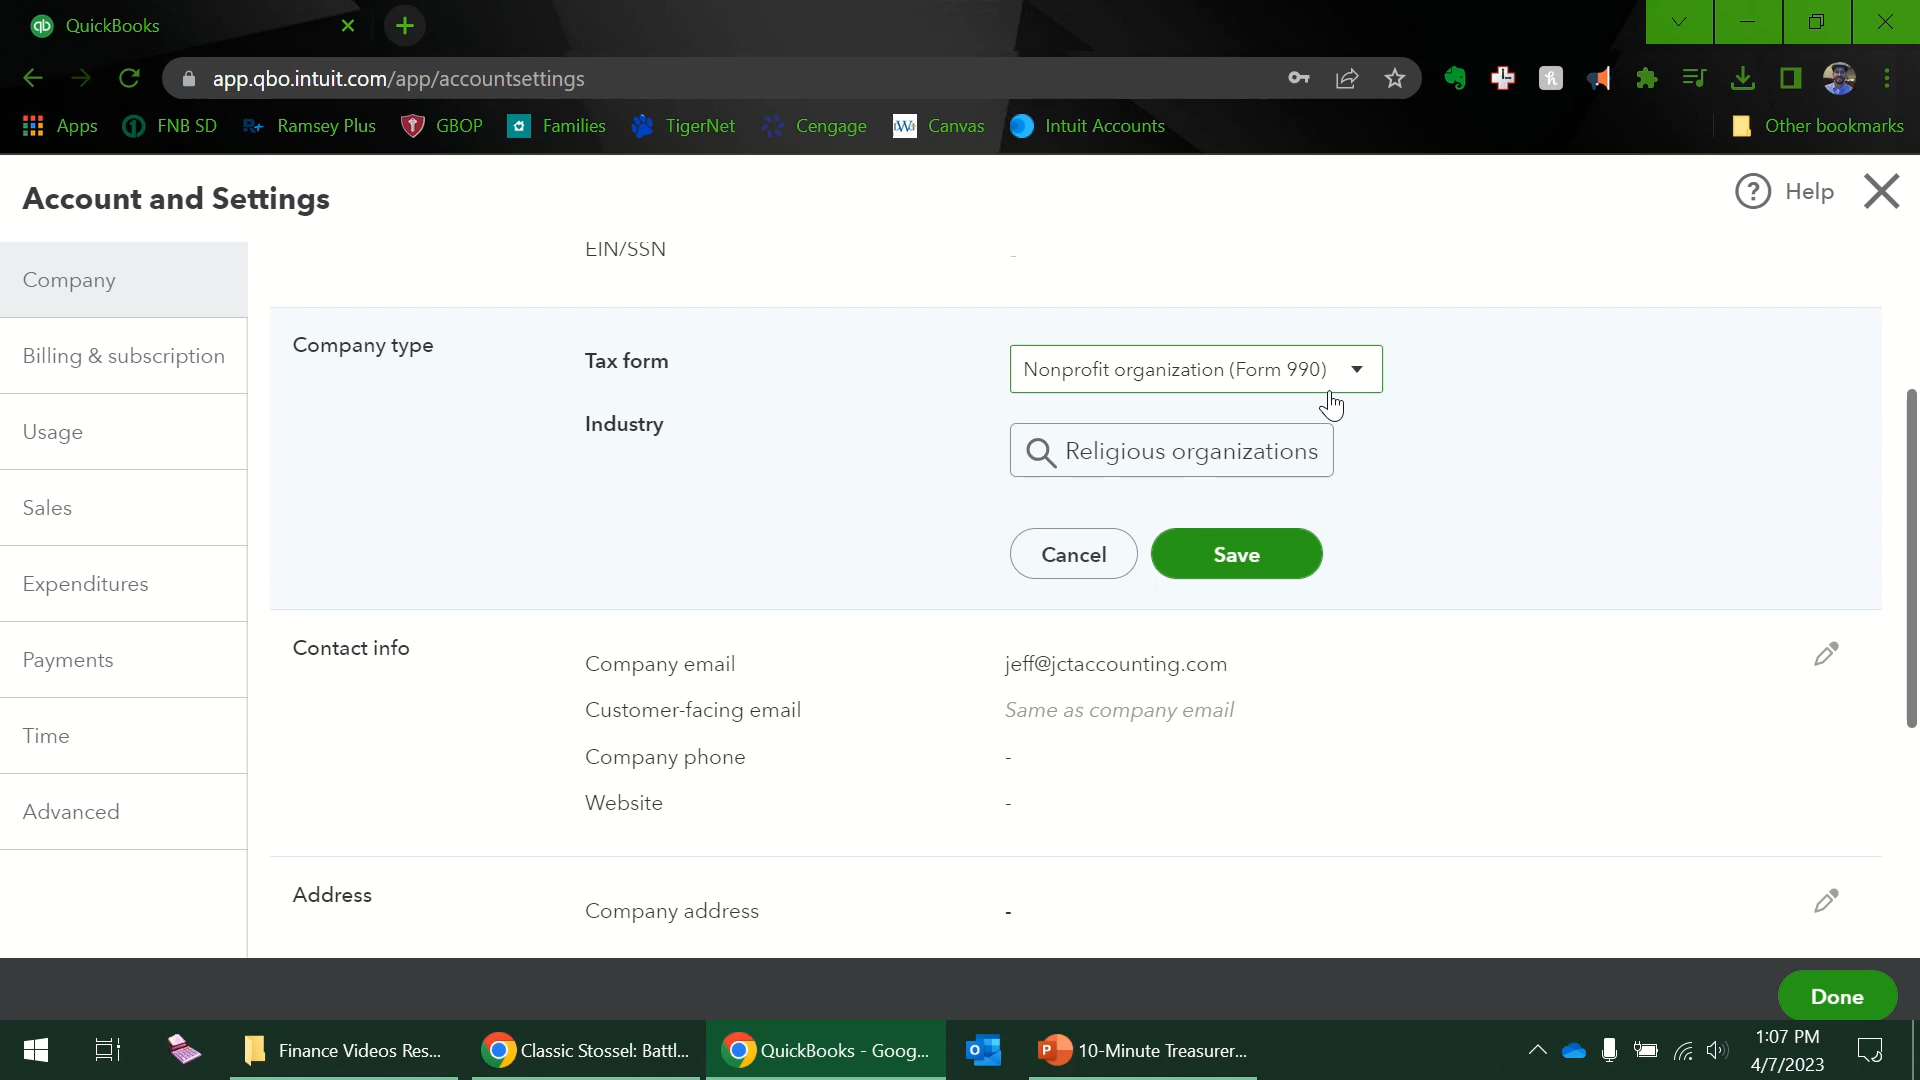 QuickBooks
app.qbo.intuit.com/app/accountsettings
Apps FNB SD Ramsey Plus GBOP Families TigerNet Cengage Canvas Intuit Accounts Other bookmarks
Account and Settings
Help
Company
Billing & subscription
Usage
Sales
Expenditures
Payments
Time
Advanced
EIN/SSN -
Company type
Tax form Nonprofit organization (Form 990)
Industry Religious organizations
Cancel Save
Contact info
Company email jeff@jctaccounting.com
Customer-facing email Same as company email
Company phone -
Website -
Address
Company address -
Done
Finance Videos Res... Classic Stossel: Battl... QuickBooks - Goog... 10-Minute Treasurer...
1:07 PM
4/7/2023